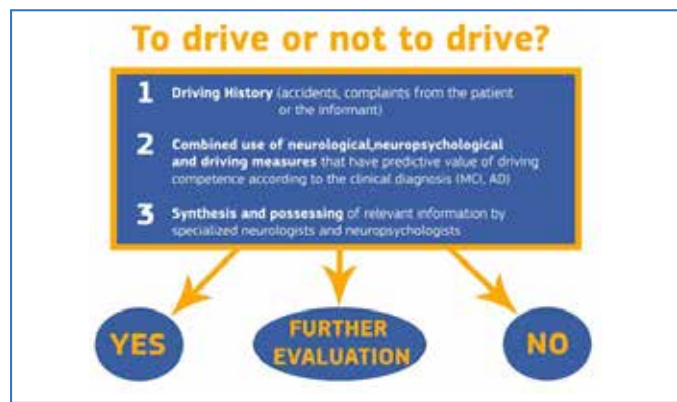 To drive or not to drive?
1 Driving History (accidents, complaints from the patient
or the informant)
2 Combined use of neurological,neuropsychological
and driving measures that have predictive value of driving
competence according to the clinical diagnosis (MCI, AD)
3 Synthesis and possessing of relevant information by
specialized neurologists and neuropsychologists
YES
FURTHER
EVALUATION
NO